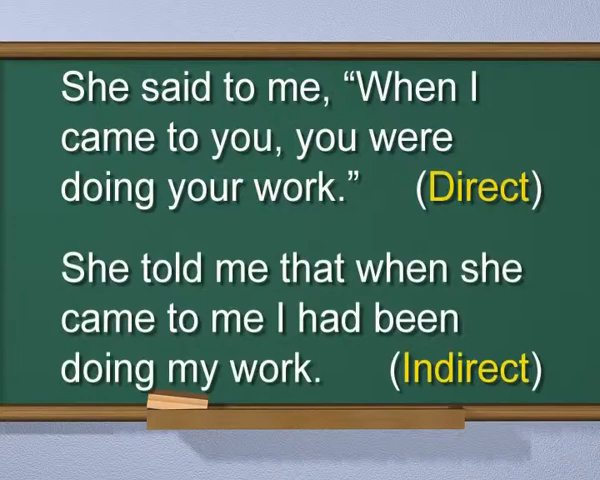 She said to me, “When I
came to you, you were
doing your work.” (Direct)
She told me that when she
came to me I had been
doing my work. (Indirect)